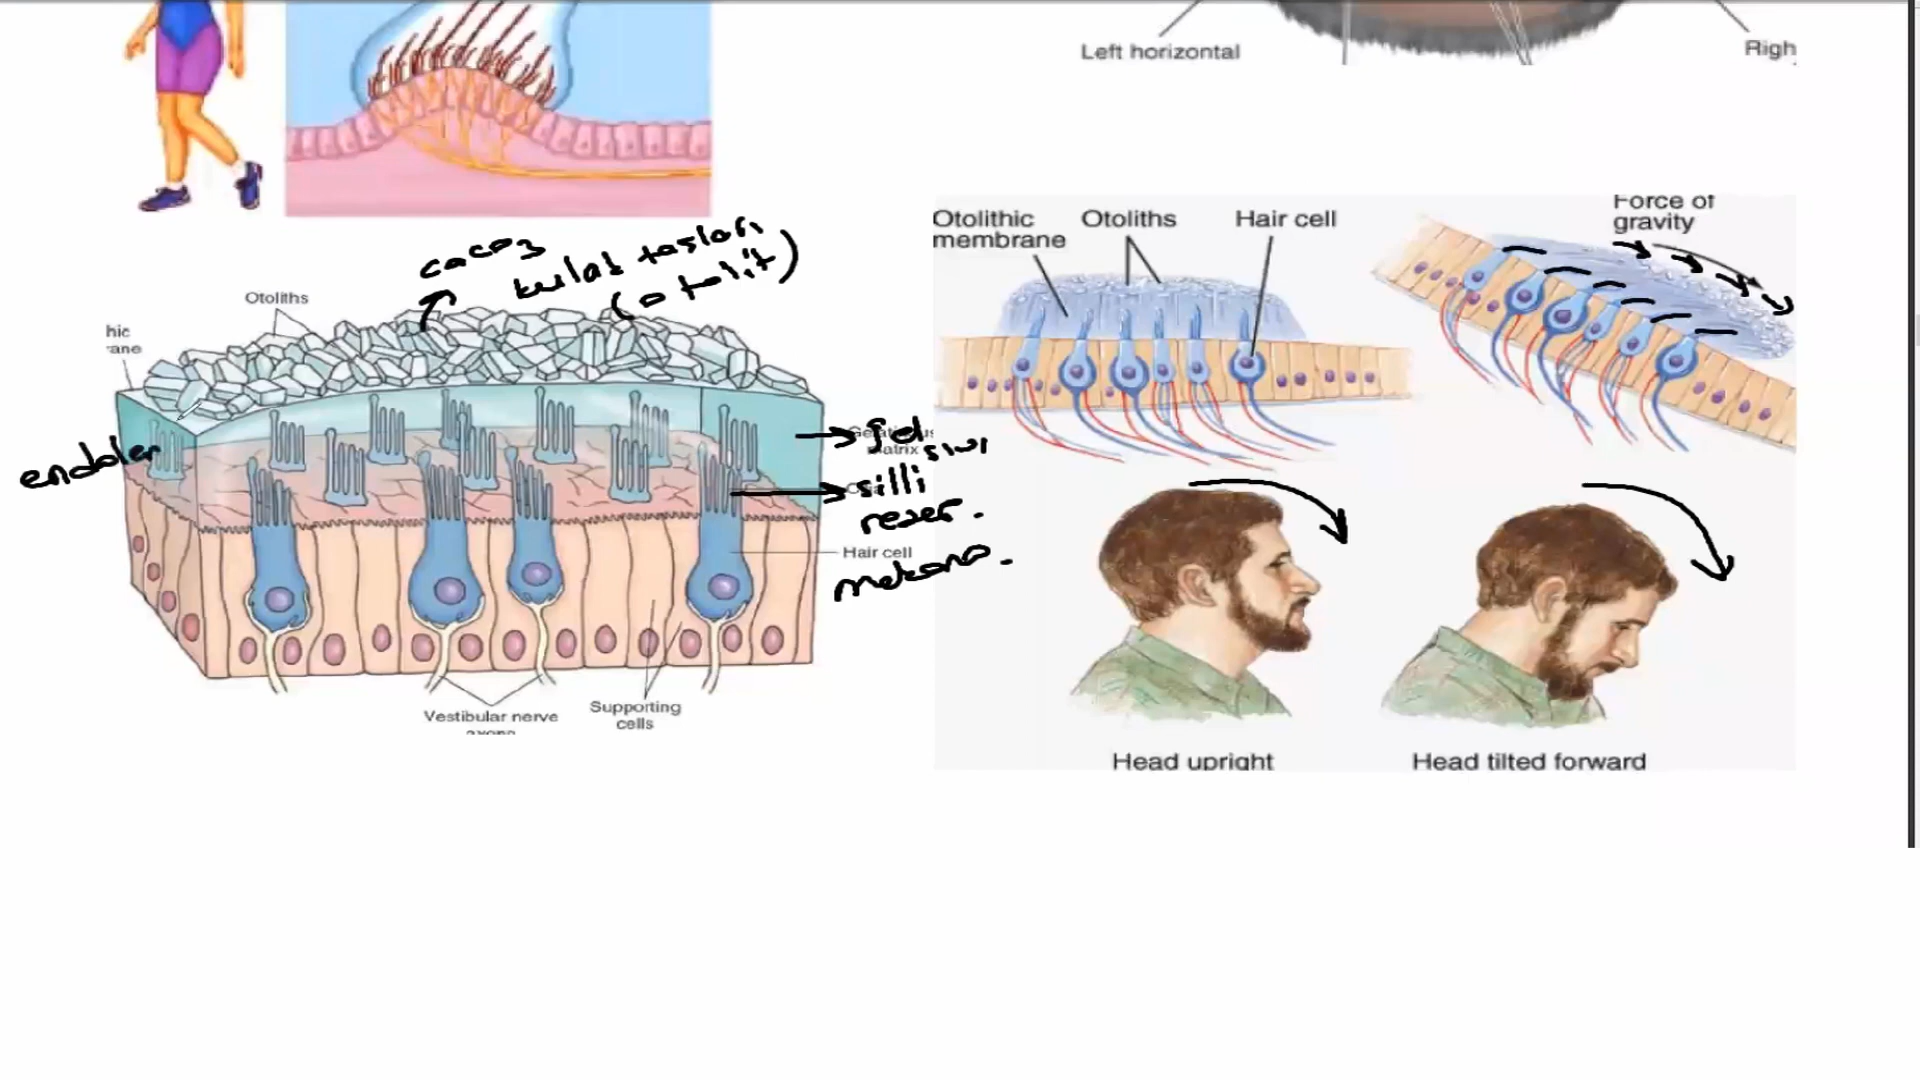 Left horizontal
Righ
CaCO3
kulak taşları
(otolit)
Otoliths
hic
rane
endolen
Jel
sıvı
silli
reser.
Hair cell
mekano.
Vestibular nerve
Supporting
cells
Otolithic
membrane
Otoliths
Hair cell
Force of
gravity
Head upright
Head tilted forward